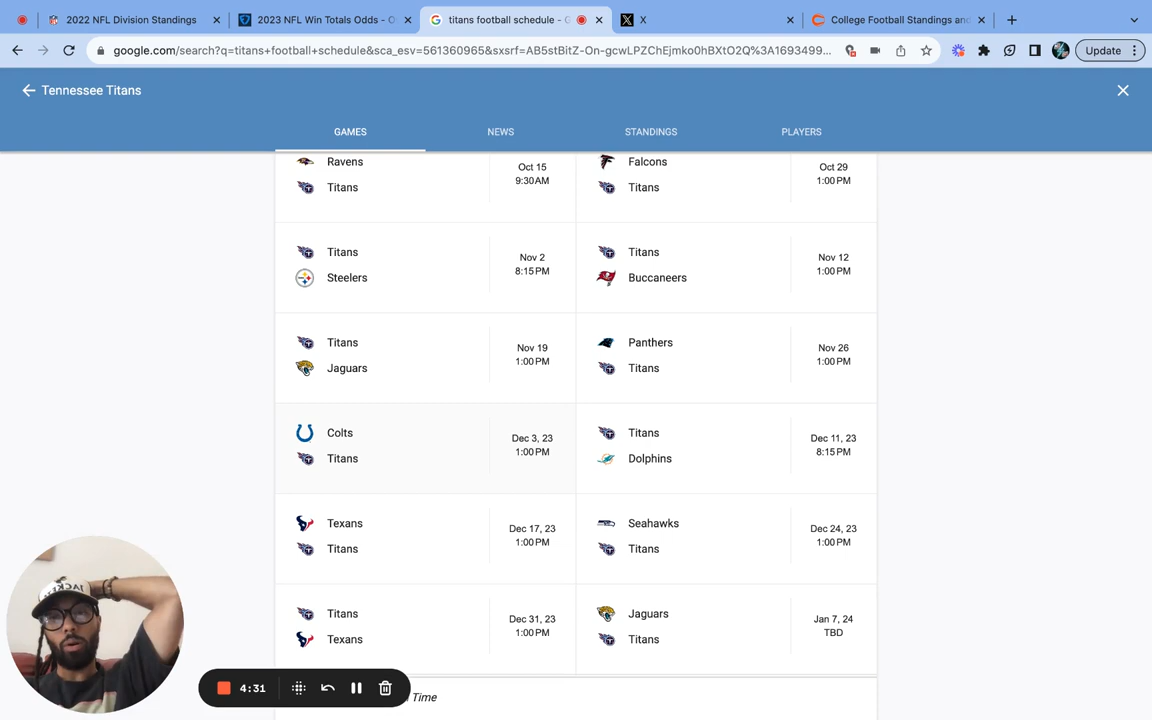 2022 NFL Division Standings
2023 NFL Win Totals Odds - O
titans football schedule - G
X
College Football Standings and
google.com/search?q=titans+football+schedule&sca_esv=561360965&sxsrf=AB5stBitZ-On-gcwLPZChEjmko0hBXtO2Q%3A1693499...
Update
Tennessee Titans
GAMES
NEWS
STANDINGS
PLAYERS
Ravens
Titans
Oct 15
9:30 AM
Falcons
Titans
Oct 29
1:00 PM
Titans
Steelers
Nov 2
8:15 PM
Titans
Buccaneers
Nov 12
1:00 PM
Titans
Jaguars
Nov 19
1:00 PM
Panthers
Titans
Nov 26
1:00 PM
Colts
Titans
Dec 3, 23
1:00 PM
Titans
Dolphins
Dec 11, 23
8:15 PM
Texans
Titans
Dec 17, 23
1:00 PM
Seahawks
Titans
Dec 24, 23
1:00 PM
Titans
Texans
Dec 31, 23
1:00 PM
Jaguars
Titans
Jan 7, 24
TBD
4:31
Time